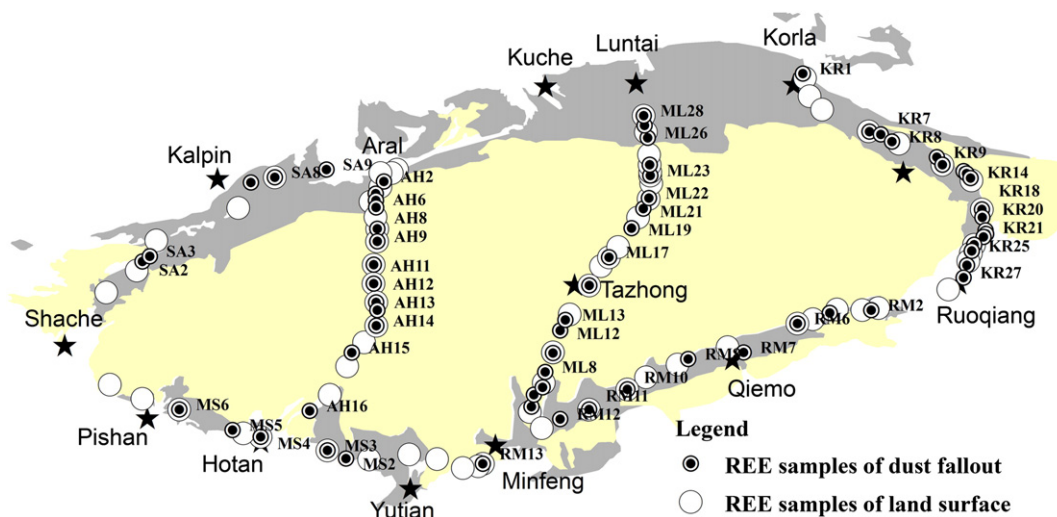 Luntai
Korla
Kuche
KR1
ML28
KR7
ML26
KR8
Aral
Kalpin
SA9
KR9
SA8
ML23
KR14
AH2
ML22
KR18
AH6
ML21
KR20
AH8
ML19
KR21
AH9
KR25
SA3
ML17
SA2
AH11
KR27
AH12
Tazhong
AH13
RM2
Ruoqiang
Shache
AH14
ML13
RM6
ML12
AH15
RM7
ML8
RM8
RM10
Qiemo
RM11
MS6
AH16
RM12
Pishan
MS5
Legend
MS4
Hotan
MS3
MS2
RM13
REE samples of dust fallout
Minfeng
Yutian
REE samples of land surface